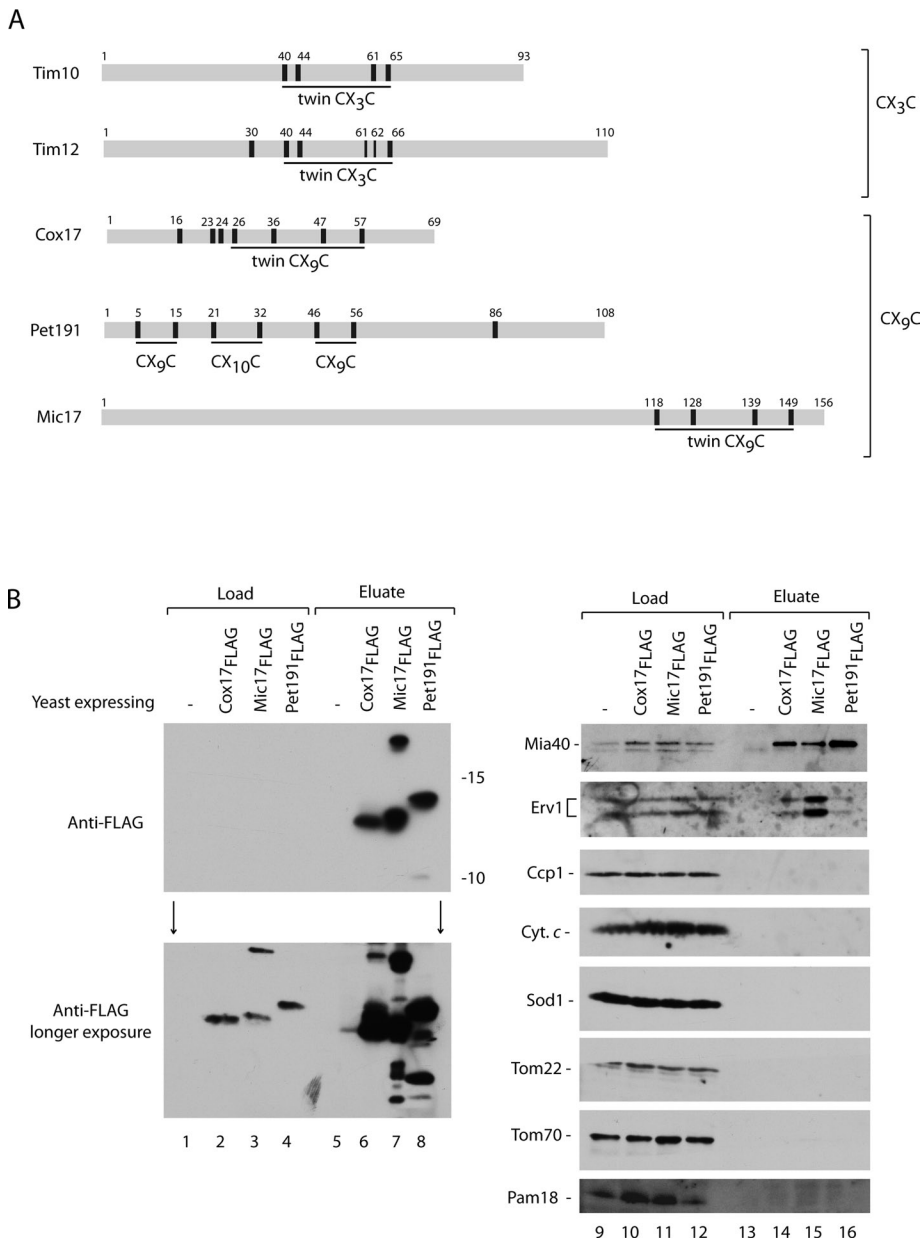 A
1 40 44 61 65 93
Tim10
twin CX3C
CX3C
1 30 40 44 61 62 66 110
Tim12
twin CX3C
1 16 23 24 26 36 47 57 69
Cox17
twin CX9C
1 5 15 21 32 46 56 86 108
Pet191
CX9C CX10C CX9C
CX9C
1 118 128 139 149 156
Mic17
twin CX9C
B
Load Eluate
Yeast expressing
- Cox17FLAG Mic17FLAG Pet191FLAG - Cox17FLAG Mic17FLAG Pet191FLAG
Anti-FLAG
-15
-10
Anti-FLAG
longer exposure
1 2 3 4 5 6 7 8
Load Eluate
- Cox17FLAG Mic17FLAG Pet191FLAG - Cox17FLAG Mic17FLAG Pet191FLAG
Mia40 -
Erv1
Ccp1 -
Cyt. c -
Sod1 -
Tom22 -
Tom70 -
Pam18 -
9 10 11 12 13 14 15 16